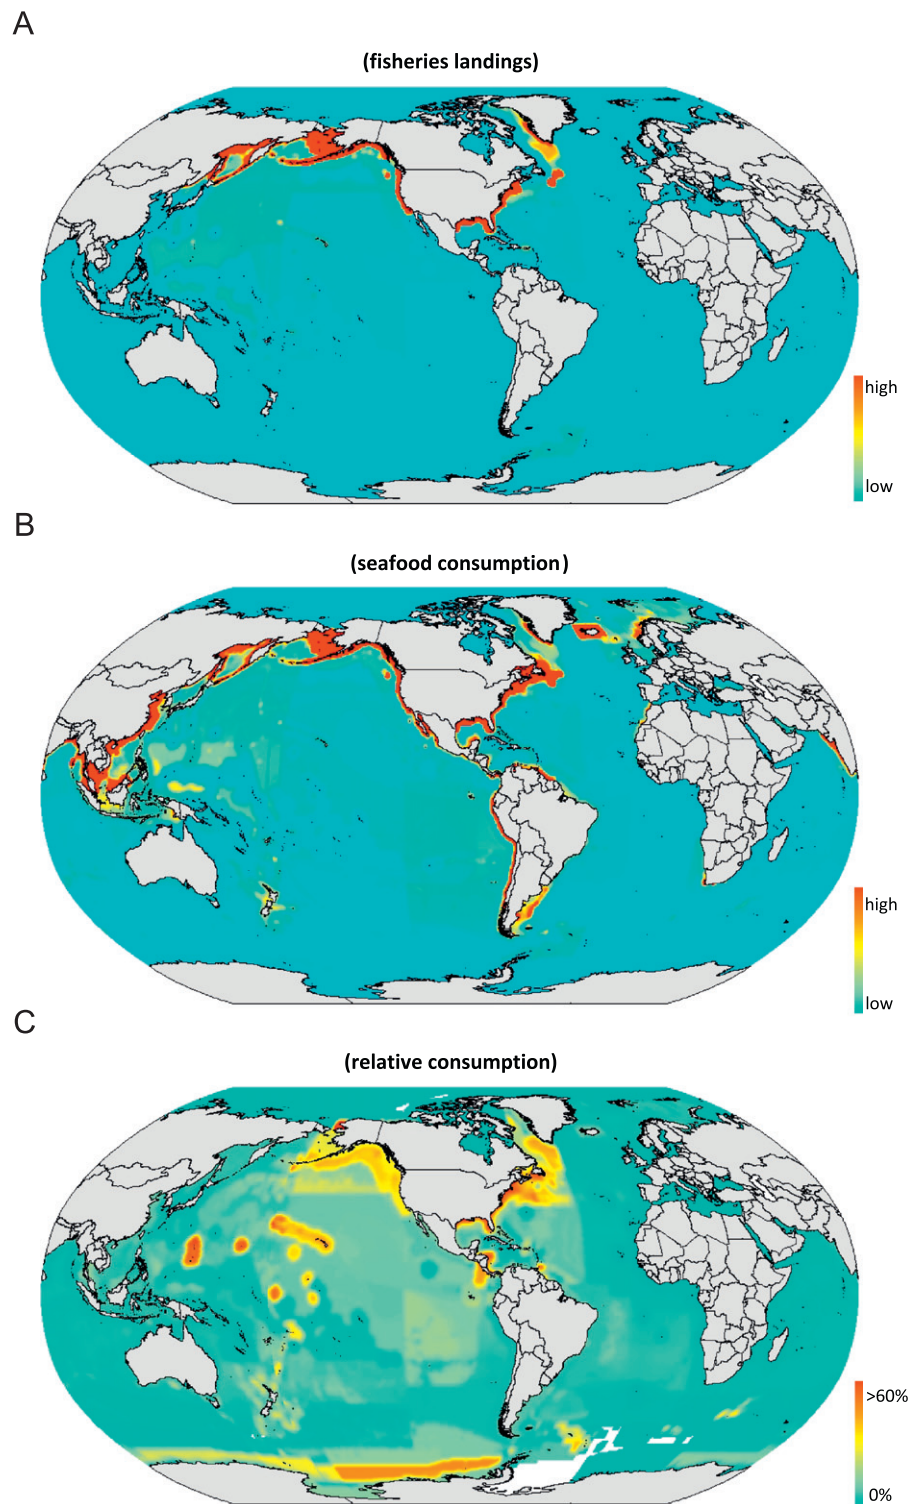 A
(fisheries landings)
high
low
B
(seafood consumption)
high
low
C
(relative consumption)
>60%
0%